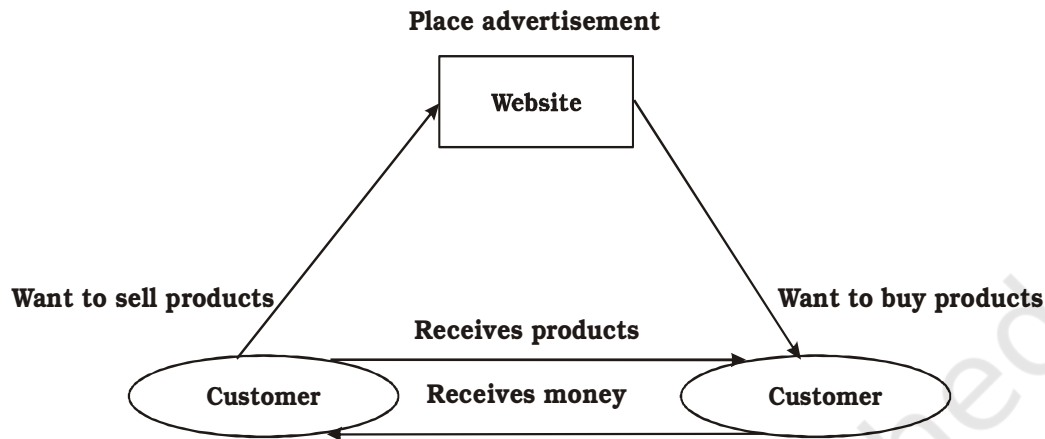 Place advertisement
Website
Want to sell products
Want to buy products
Receives products
Customer
Receives money
Customer